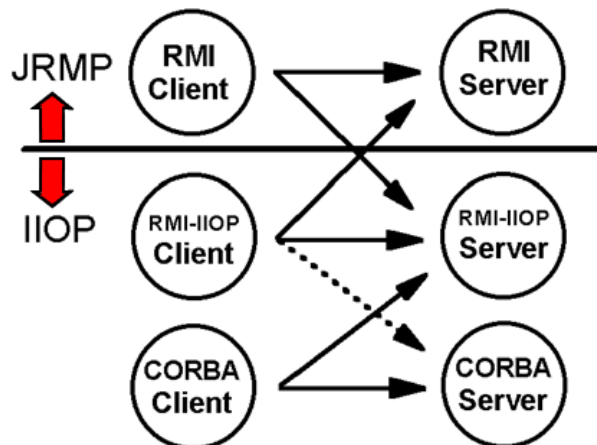 JRMP
RMI
Client
RMI
Server
IIOP
RMI-IIOP
Client
RMI-IIOP
Server
CORBA
Client
CORBA
Server